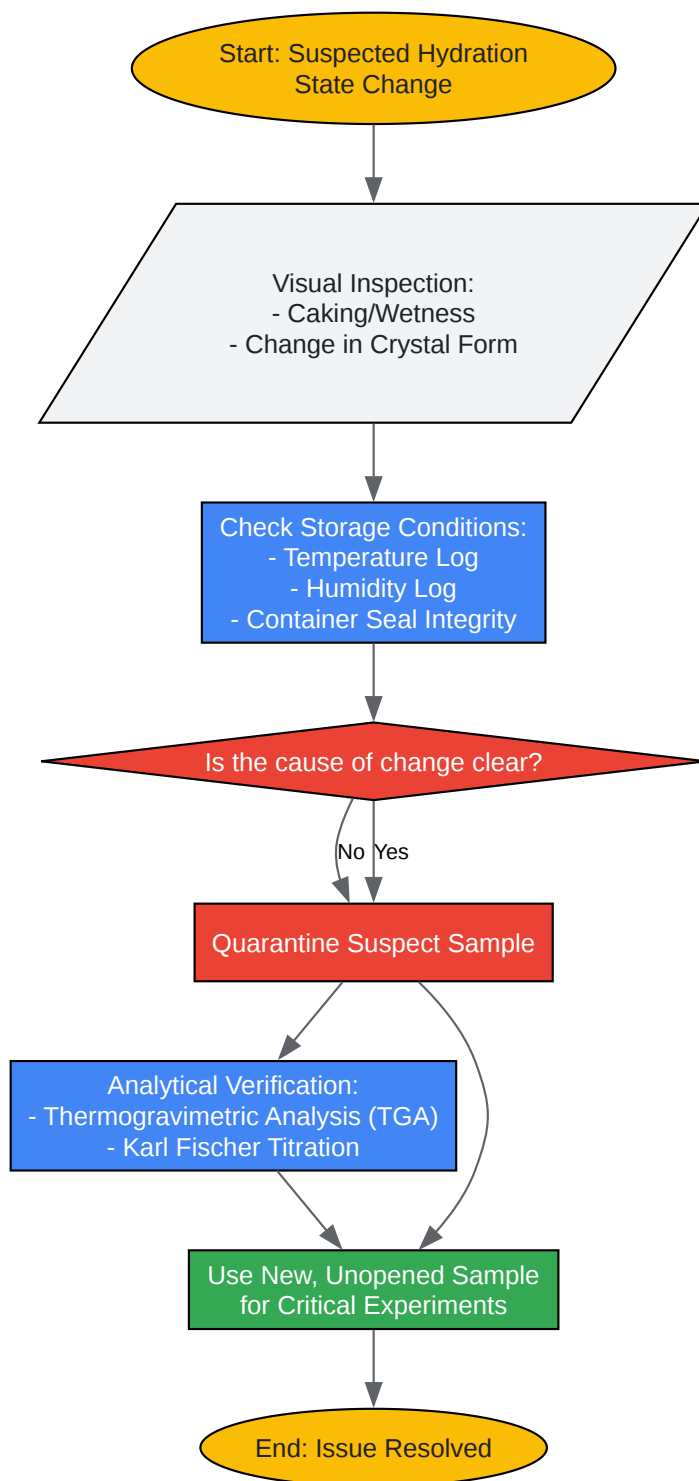 Start: Suspected Hydration
State Change
Visual Inspection:
- Caking/Wetness
- Change in Crystal Form
Check Storage Conditions:
- Temperature Log
- Humidity Log
- Container Seal Integrity
Is the cause of change clear?
No
Yes
Quarantine Suspect Sample
Analytical Verification:
- Thermogravimetric Analysis (TGA)
- Karl Fischer Titration
Use New, Unopened Sample
for Critical Experiments
End: Issue Resolved